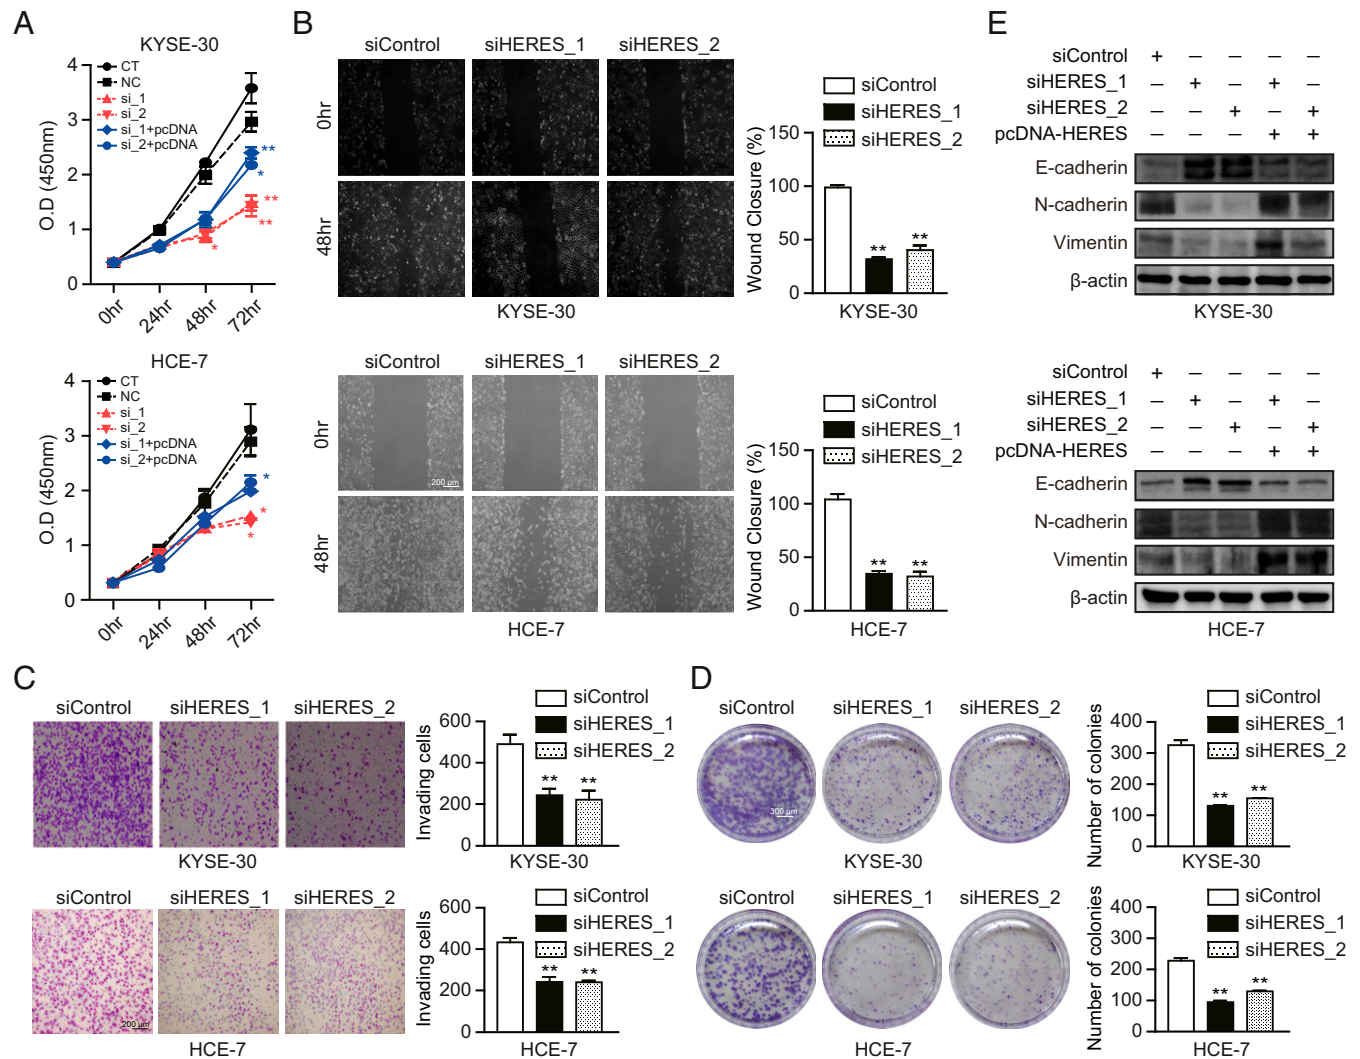 A
KYSE-30
O.D (450nm)
4
3
2
1
0
CT
NC
si_1
si_2
si_1+pcDNA
si_2+pcDNA
**
*
**
**
*
0hr
24hr
48hr
72hr
HCE-7
O.D (450nm)
4
3
2
1
0
CT
NC
si_1
si_2
si_1+pcDNA
si_2+pcDNA
*
*
*
0hr
24hr
48hr
72hr
B
siControl siHERES_1 siHERES_2
0hr
48hr
KYSE-30
siControl
siHERES_1
siHERES_2
Wound Closure (%)
150
100
50
0
** **
KYSE-30
siControl siHERES_1 siHERES_2
0hr
200 µm
48hr
HCE-7
siControl
siHERES_1
siHERES_2
Wound Closure (%)
150
100
50
0
** **
HCE-7
E
siControl + − − − −
siHERES_1 − + − + −
siHERES_2 − − + − +
pcDNA-HERES − − − + +
E-cadherin
N-cadherin
Vimentin
β-actin
KYSE-30
siControl + − − − −
siHERES_1 − + − + −
siHERES_2 − − + − +
pcDNA-HERES − − − + +
E-cadherin
N-cadherin
Vimentin
β-actin
HCE-7
C
siControl siHERES_1 siHERES_2
KYSE-30
siControl
siHERES_1
siHERES_2
Invading cells
600
400
200
0
** **
KYSE-30
siControl siHERES_1 siHERES_2
200 µm
HCE-7
siControl
siHERES_1
siHERES_2
Invading cells
600
400
200
0
** **
HCE-7
D
siControl siHERES_1 siHERES_2
300 µm
KYSE-30
siControl
siHERES_1
siHERES_2
Number of colonies
400
300
200
100
0
** **
KYSE-30
siControl siHERES_1 siHERES_2
HCE-7
siControl
siHERES_1
siHERES_2
Number of colonies
400
300
200
100
0
** **
HCE-7